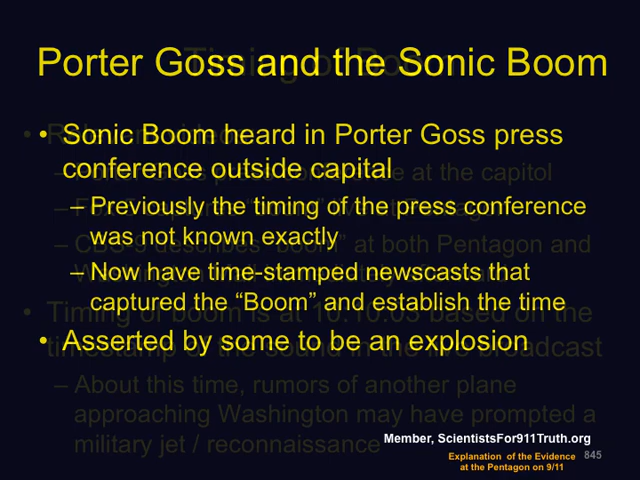 Porter Goss and the Sonic Boom
• Sonic Boom heard in Porter Goss press
conference outside capital
– Previously the timing of the press conference
was not known exactly
– Now have time-stamped newscasts that
captured the “Boom” and establish the time
• Asserted by some to be an explosion
– About this time, rumors of another plane
approaching Washington may have prompted a
military jet / reconnaissance
Member, ScientistsFor911Truth.org
Explanation of the Evidence
at the Pentagon on 9/11
845